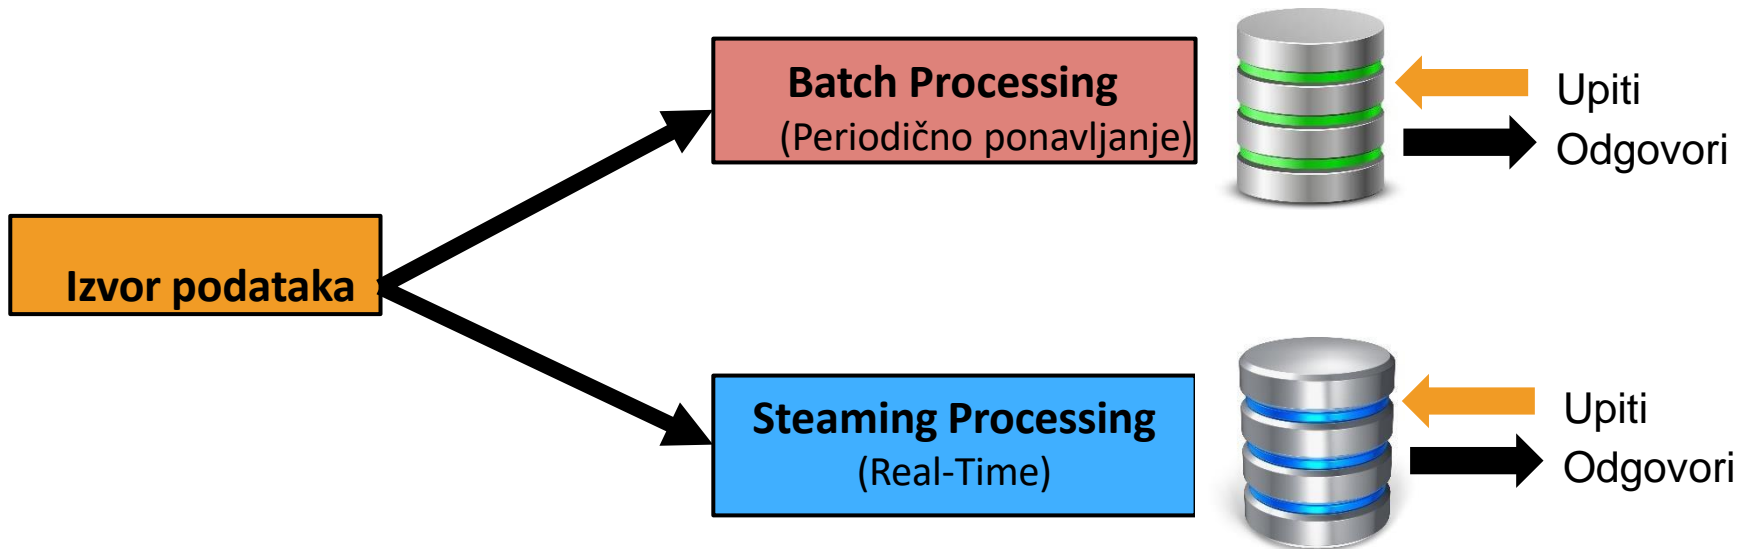 Batch Processing
(Periodično ponavljanje)
Upiti
Odgovori
Izvor podataka
Steaming Processing
(Real-Time)
Upiti
Odgovori